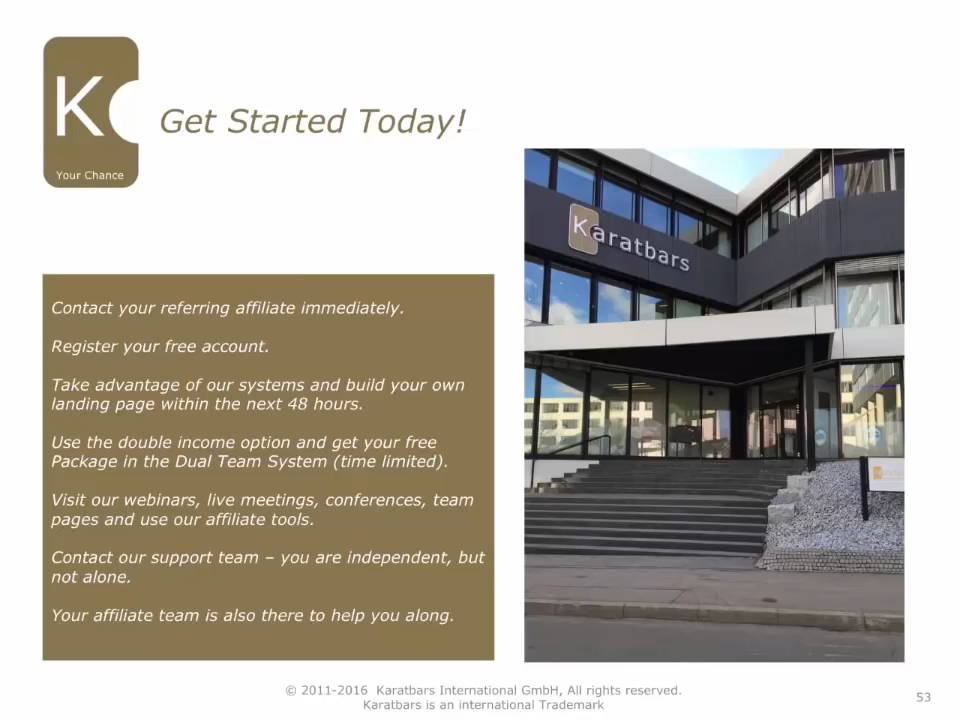 K
Your Chance
Get Started Today!
Karatbars
Contact your referring affiliate immediately.
Register your free account.
Take advantage of our systems and build your own
landing page within the next 48 hours.
Use the double income option and get your free
Package in the Dual Team System (time limited).
Visit our webinars, live meetings, conferences, team
pages and use our affiliate tools.
Contact our support team – you are independent, but
not alone.
Your affiliate team is also there to help you along.
© 2011-2016 Karatbars International GmbH, All rights reserved.
Karatbars is an international Trademark
53